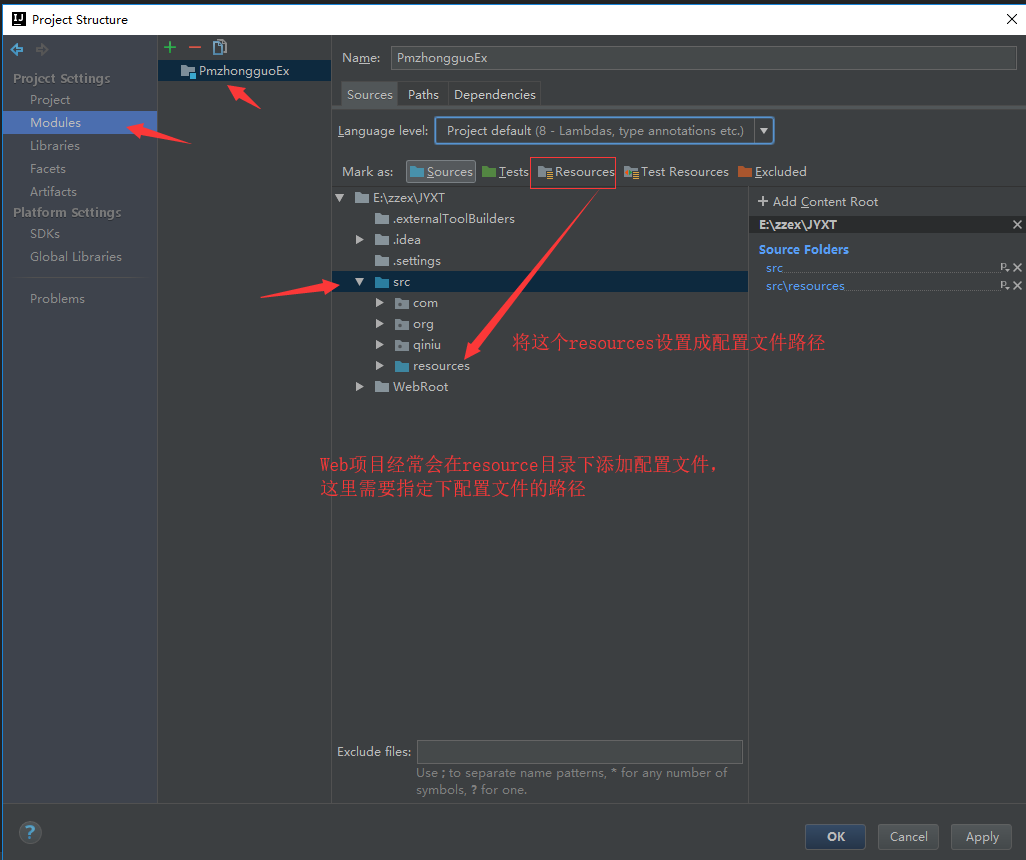 Project Structure
Project Settings
Project
Modules
Libraries
Facets
Artifacts
Platform Settings
SDKs
Global Libraries
Problems
PmzhongguoEx
Name: PmzhongguoEx
Sources Paths Dependencies
Language level: Project default (8 - Lambdas, type annotations etc.)
Mark as: Sources Tests Resources Test Resources Excluded
E:\zzex\JYXT
.externalToolBuilders
.idea
.settings
src
com
org
qiniu
resources
WebRoot
将这个resources设置成配置文件路径
Web项目经常会在resource目录下添加配置文件，
这里需要指定下配置文件的路径
+ Add Content Root
E:\zzex\JYXT
Source Folders
src
src\resources
Exclude files:
Use ; to separate name patterns, * for any number of
symbols, ? for one.
?
OK Cancel Apply